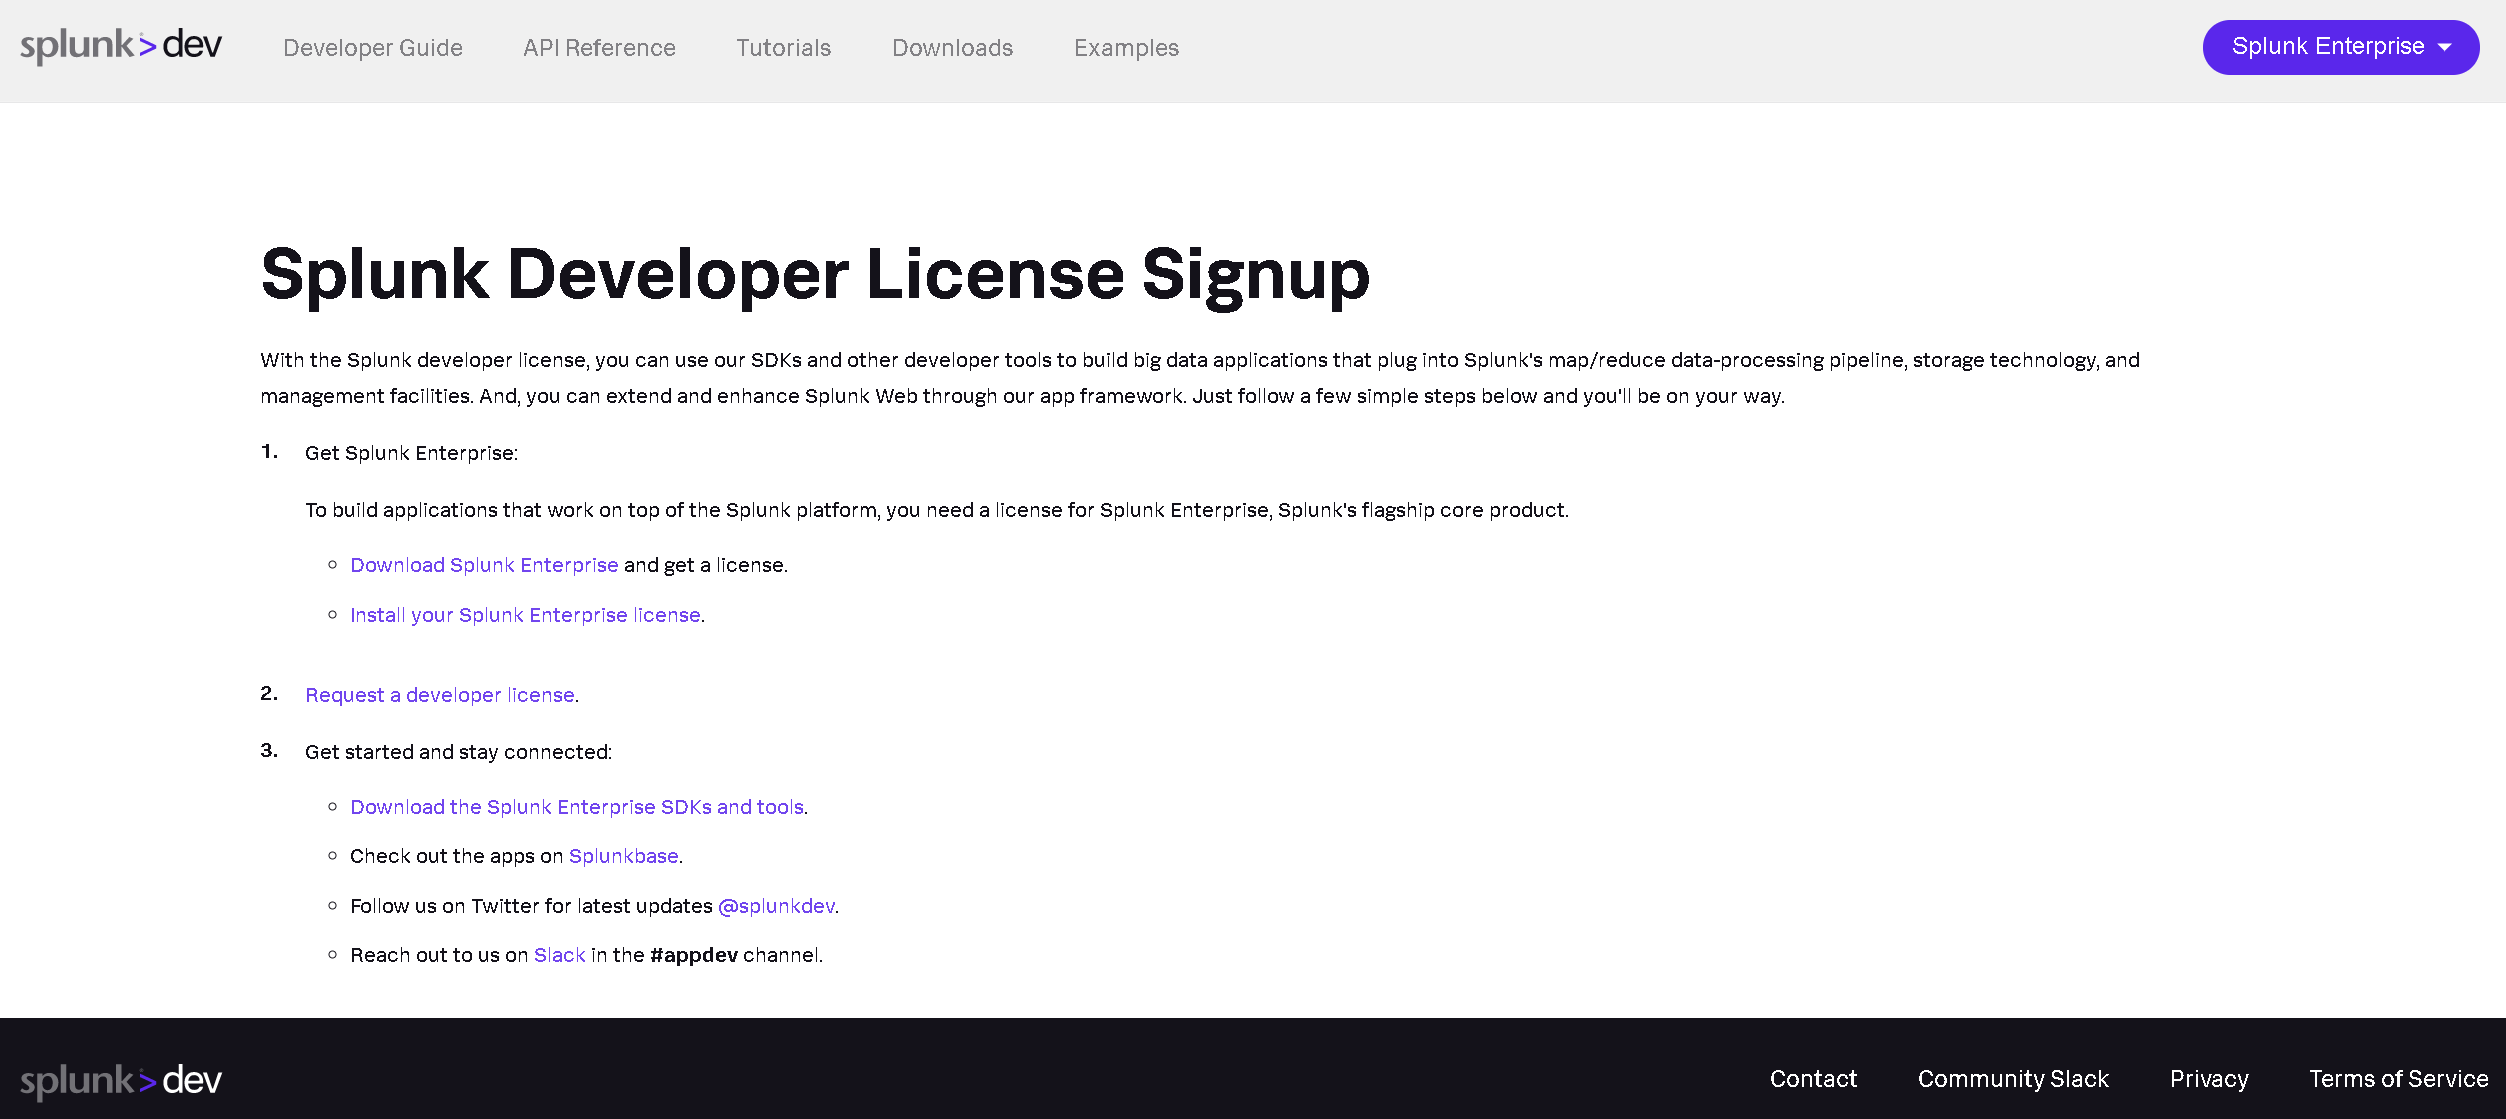 splunk>dev
Developer Guide
API Reference
Tutorials
Downloads
Examples
Splunk Enterprise
Splunk Developer License Signup
With the Splunk developer license, you can use our SDKs and other developer tools to build big data applications that plug into Splunk's map/reduce data-processing pipeline, storage technology, and
management facilities. And, you can extend and enhance Splunk Web through our app framework. Just follow a few simple steps below and you'll be on your way.
1. Get Splunk Enterprise:
To build applications that work on top of the Splunk platform, you need a license for Splunk Enterprise, Splunk's flagship core product.
Download Splunk Enterprise and get a license.
Install your Splunk Enterprise license.
2. Request a developer license.
3. Get started and stay connected:
Download the Splunk Enterprise SDKs and tools.
Check out the apps on Splunkbase.
Follow us on Twitter for latest updates @splunkdev.
Reach out to us on Slack in the #appdev channel.
splunk>dev
Contact
Community Slack
Privacy
Terms of Service